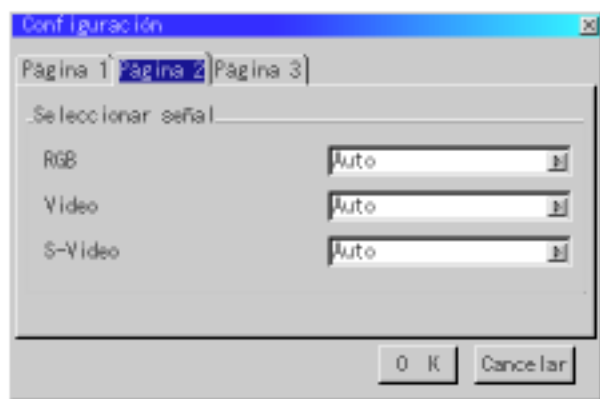 Configuración
Página 1 Página 2 Página 3
Seleccionar señal
RGB Auto
Video Auto
S-Video Auto
O K Cancelar